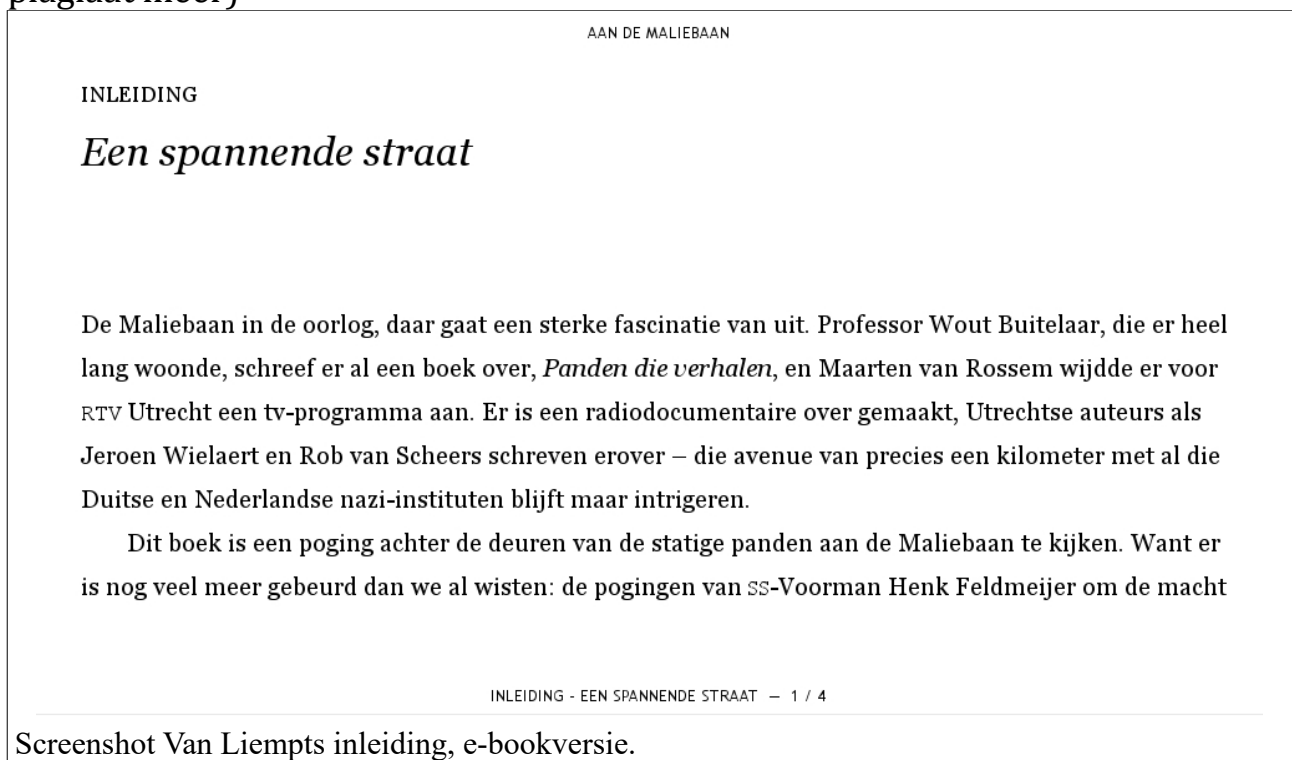 plagiaat meer)
AAN DE MALIEBAAN
INLEIDING
Een spannende straat
De Maliebaan in de oorlog, daar gaat een sterke fascinatie van uit. Professor Wout Buitelaar, die er heel
lang woonde, schreef er al een boek over, Panden die verhalen, en Maarten van Rossem wijdde er voor
RTV Utrecht een tv-programma aan. Er is een radiodocumentaire over gemaakt, Utrechtse auteurs als
Jeroen Wielaert en Rob van Scheers schreven erover – die avenue van precies een kilometer met al die
Duitse en Nederlandse nazi-instituten blijft maar intrigeren.
Dit boek is een poging achter de deuren van de statige panden aan de Maliebaan te kijken. Want er
is nog veel meer gebeurd dan we al wisten: de pogingen van SS-Voorman Henk Feldmeijer om de macht
INLEIDING - EEN SPANNENDE STRAAT — 1 / 4
Screenshot Van Liempts inleiding, e-bookversie.